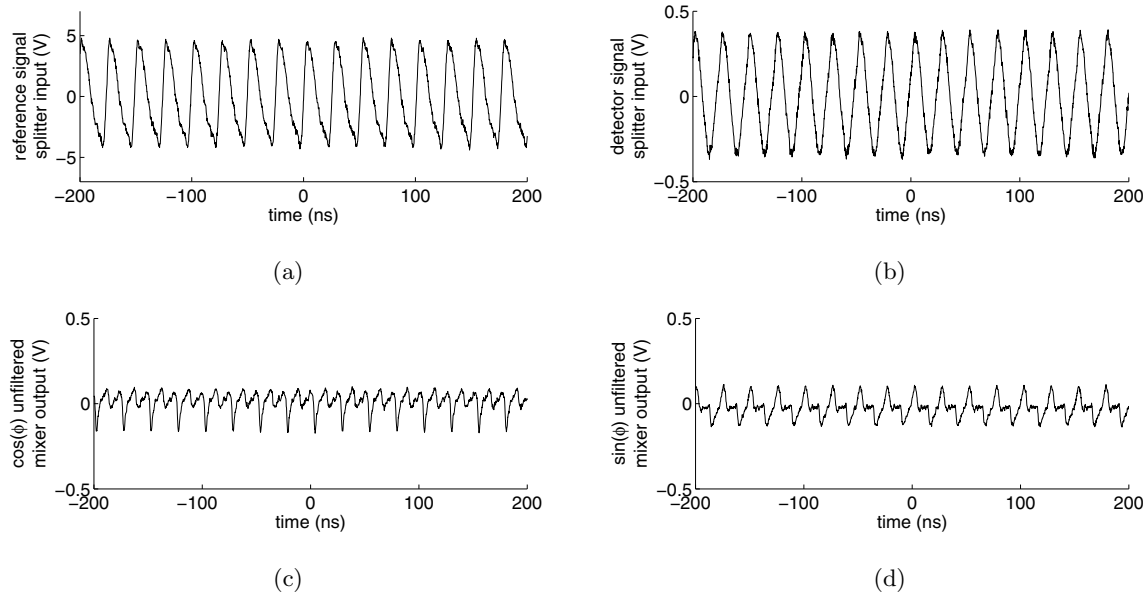 reference signal
splitter input (V)
5
0
−5
−200
−100
0
100
200
time (ns)
(a)
detector signal
splitter input (V)
0.5
0
−0.5
−200
−100
0
100
200
time (ns)
(b)
cos(ϕ) unfiltered
mixer output (V)
0.5
0
−0.5
−200
−100
0
100
200
time (ns)
(c)
sin(ϕ) unfiltered
mixer output (V)
0.5
0
−0.5
−200
−100
0
100
200
time (ns)
(d)